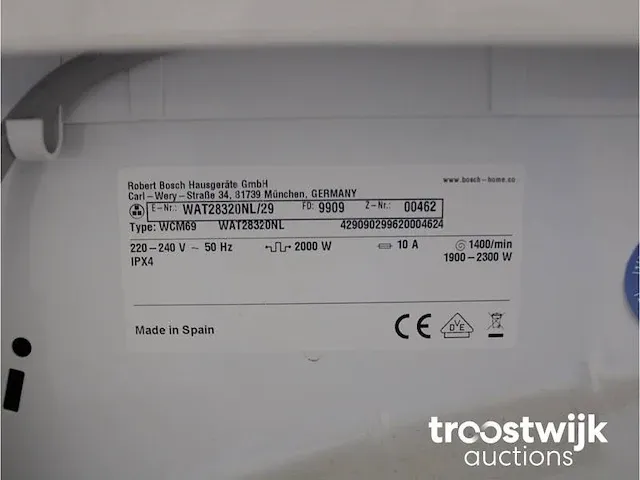 Robert Bosch Hausgeräte GmbH
www.bosch-home.co
Carl-Wery-Straße 34, 81739 München, GERMANY
E-Nr.: WAT28320NL/29 FD: 9909 Z-Nr.: 00462
Type: WCM69 WAT28320NL 429090299620004624
220-240 V ~ 50 Hz 2000 W 10 A 1400/min
IPX4 1900-2300 W
Made in Spain CE DVE
troostwijk
auctions